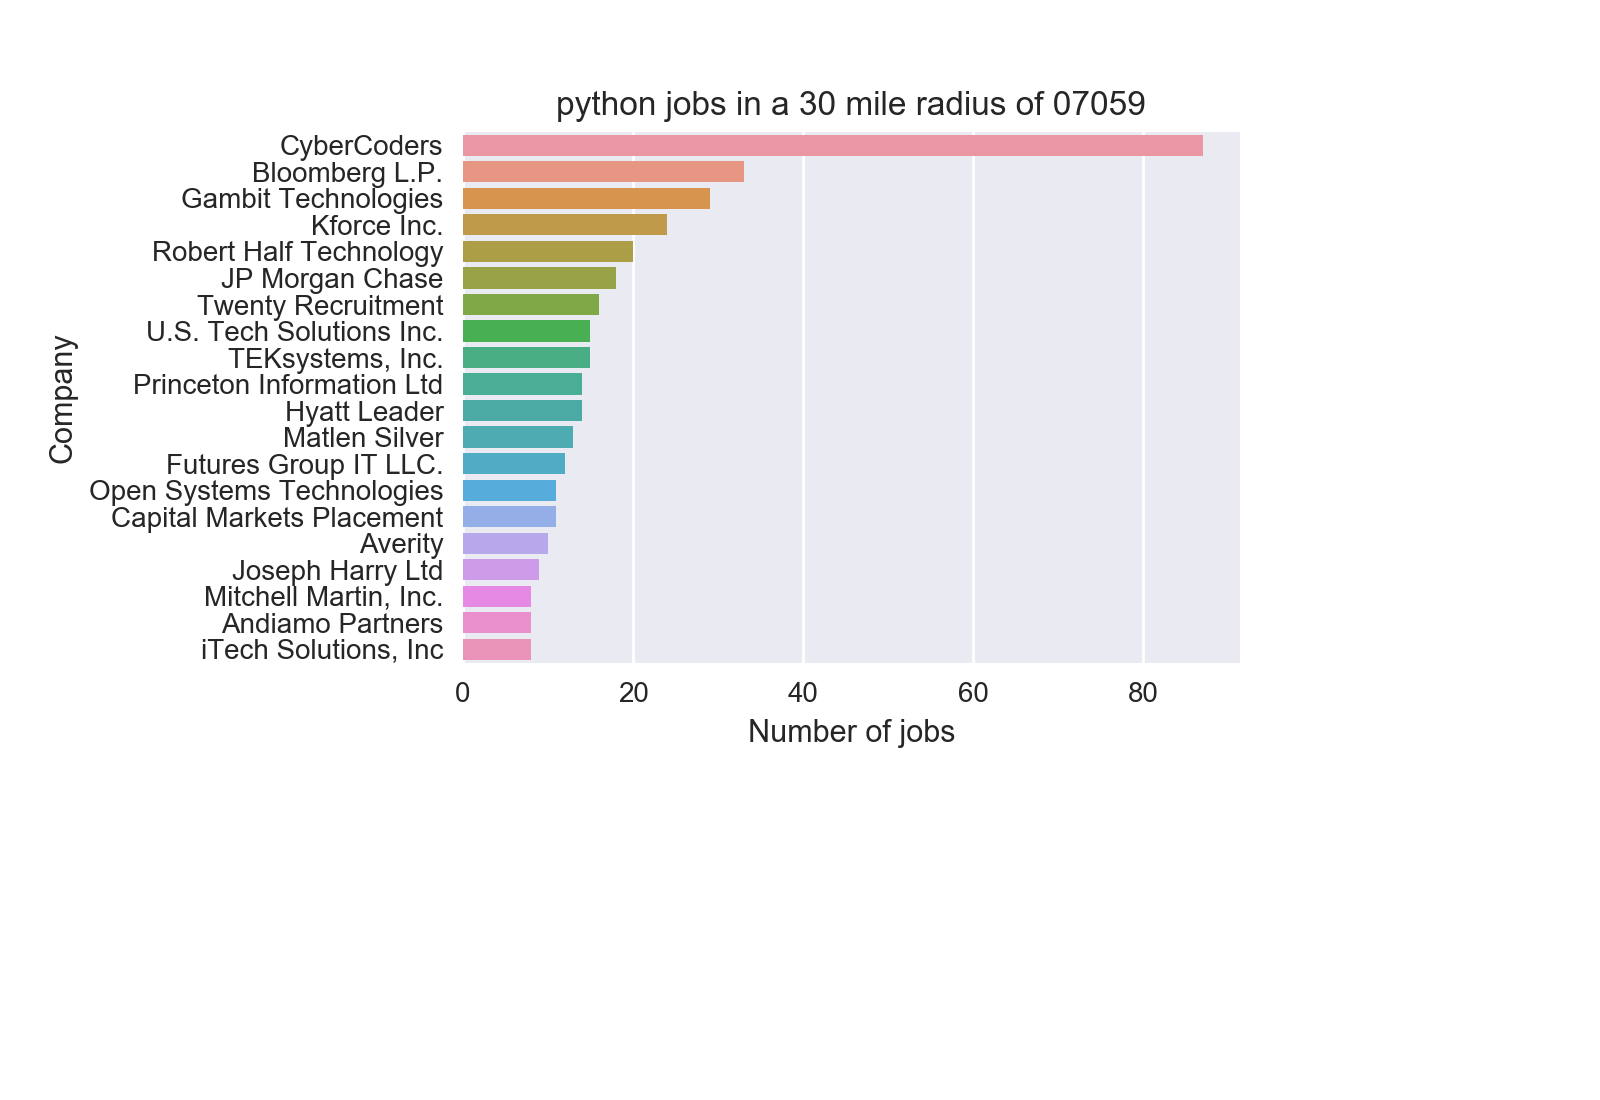 python jobs in a 30 mile radius of 07059
CyberCoders
Bloomberg L.P.
Gambit Technologies
Kforce Inc.
Robert Half Technology
JP Morgan Chase
Twenty Recruitment
U.S. Tech Solutions Inc.
TEKsystems, Inc.
Princeton Information Ltd
Hyatt Leader
Matlen Silver
Futures Group IT LLC.
Open Systems Technologies
Capital Markets Placement
Averity
Joseph Harry Ltd
Mitchell Martin, Inc.
Andiamo Partners
iTech Solutions, Inc
Company
0 20 40 60 80
Number of jobs